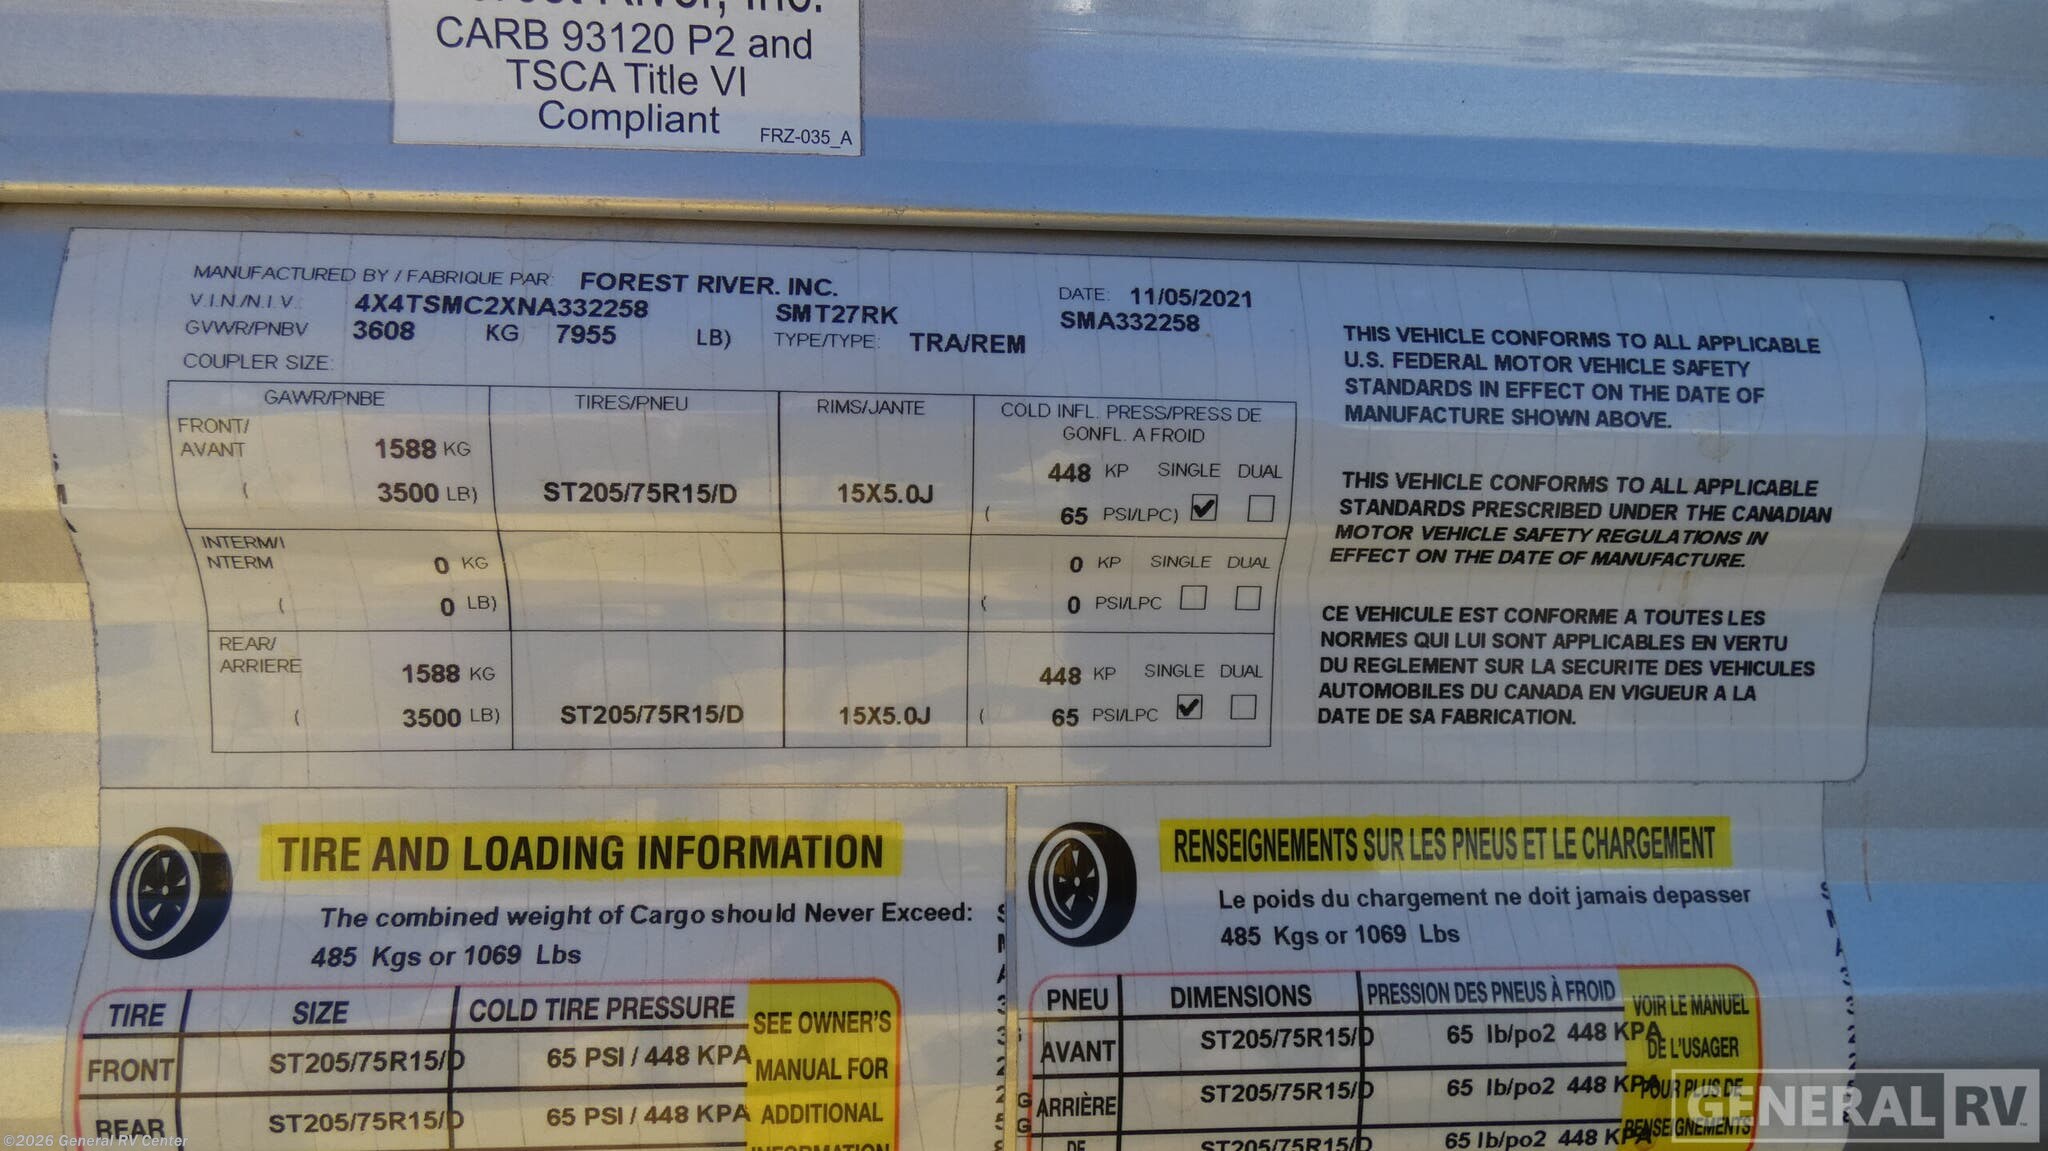 CARB 93120 P2 and
TSCA Title VI
Compliant
FRZ-035_A
MANUFACTURED BY / FABRIQUE PAR: FOREST RIVER. INC. DATE: 11/05/2021
V.I.N./N.I.V.: 4X4TSMC2XNA332258 SMT27RK SMA332258
GVWR/PNBV 3608 KG 7955 LB) TYPE/TYPE: TRA/REM
COUPLER SIZE:
GAWR/PNBE TIRES/PNEU RIMS/JANTE COLD INFL. PRESS/PRESS DE
GONFL. A FROID
FRONT/
AVANT 1588 KG 448 KP SINGLE DUAL
( 3500 LB) ST205/75R15/D 15X5.0J ( 65 PSI/LPC)
INTERM/I
NTERM 0 KG 0 KP SINGLE DUAL
( 0 LB) ( 0 PSI/LPC
REAR/
ARRIERE 1588 KG 448 KP SINGLE DUAL
( 3500 LB) ST205/75R15/D 15X5.0J ( 65 PSI/LPC
THIS VEHICLE CONFORMS TO ALL APPLICABLE
U.S. FEDERAL MOTOR VEHICLE SAFETY
STANDARDS IN EFFECT ON THE DATE OF
MANUFACTURE SHOWN ABOVE.
THIS VEHICLE CONFORMS TO ALL APPLICABLE
STANDARDS PRESCRIBED UNDER THE CANADIAN
MOTOR VEHICLE SAFETY REGULATIONS IN
EFFECT ON THE DATE OF MANUFACTURE.
CE VEHICULE EST CONFORME A TOUTES LES
NORMES QUI LUI SONT APPLICABLES EN VERTU
DU REGLEMENT SUR LA SECURITE DES VEHICULES
AUTOMOBILES DU CANADA EN VIGUEUR A LA
DATE DE SA FABRICATION.
TIRE AND LOADING INFORMATION
The combined weight of Cargo should Never Exceed:
485 Kgs or 1069 Lbs
TIRE SIZE COLD TIRE PRESSURE
FRONT ST205/75R15/D 65 PSI / 448 KPA
REAR ST205/75R15/D 65 PSI / 448 KPA
SEE OWNER'S
MANUAL FOR
ADDITIONAL
INFORMATION
RENSEIGNEMENTS SUR LES PNEUS ET LE CHARGEMENT
Le poids du chargement ne doit jamais depasser
485 Kgs or 1069 Lbs
PNEU DIMENSIONS PRESSION DES PNEUS À FROID
AVANT ST205/75R15/D 65 lb/po2 448 KPA
ARRIÈRE ST205/75R15/D 65 lb/po2 448 KPA
DE ST205/75R15/D 65 lb/po2 448 KPA
VOIR LE MANUEL
DE L'USAGER
POUR PLUS DE
RENSEIGNEMENTS
©2026 General RV Center
GENERAL RV